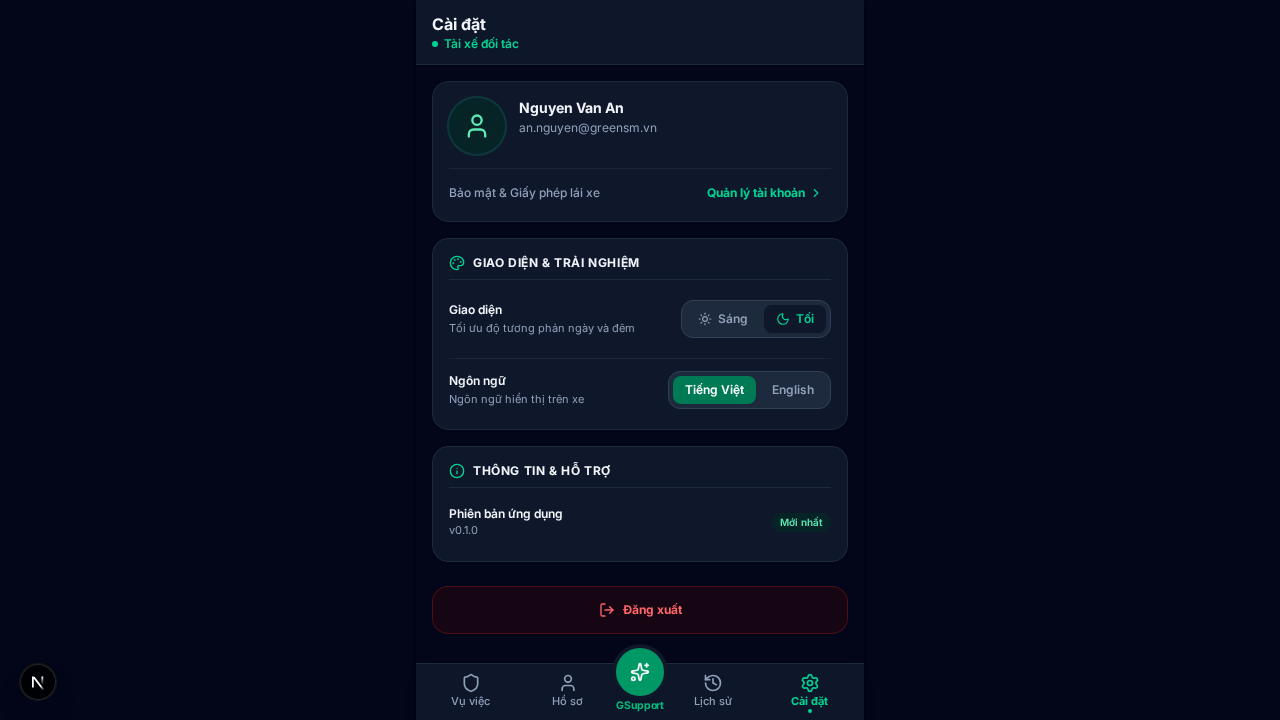 Cài đặt
Tài xế đối tác
Nguyen Van An
an.nguyen@greensm.vn
Bảo mật & Giấy phép lái xe
Quản lý tài khoản
GIAO DIỆN & TRẢI NGHIỆM
Giao diện
Tối ưu độ tương phản ngày và đêm
Sáng
Tối
Ngôn ngữ
Ngôn ngữ hiển thị trên xe
Tiếng Việt
English
THÔNG TIN & HỖ TRỢ
Phiên bản ứng dụng
v0.1.0
Mới nhất
Đăng xuất
N
Vụ việc
Hồ sơ
GSupport
Lịch sử
Cài đặt